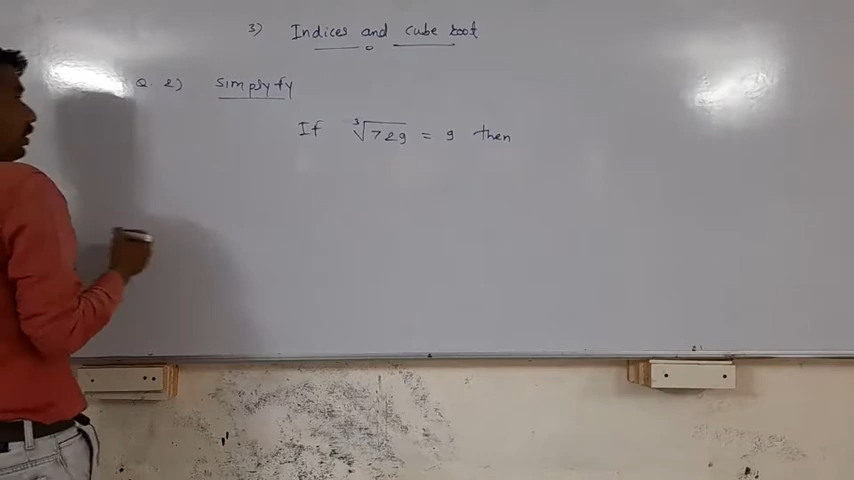 3) Indices and cube root
Q. 2) Simplyfy
If ∛729 = 9 then